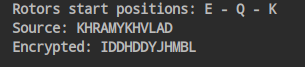 Rotors start positions: E - Q - K
Source: KHRAMYKHVLAD
Encrypted: IDDHDDYJHMBL